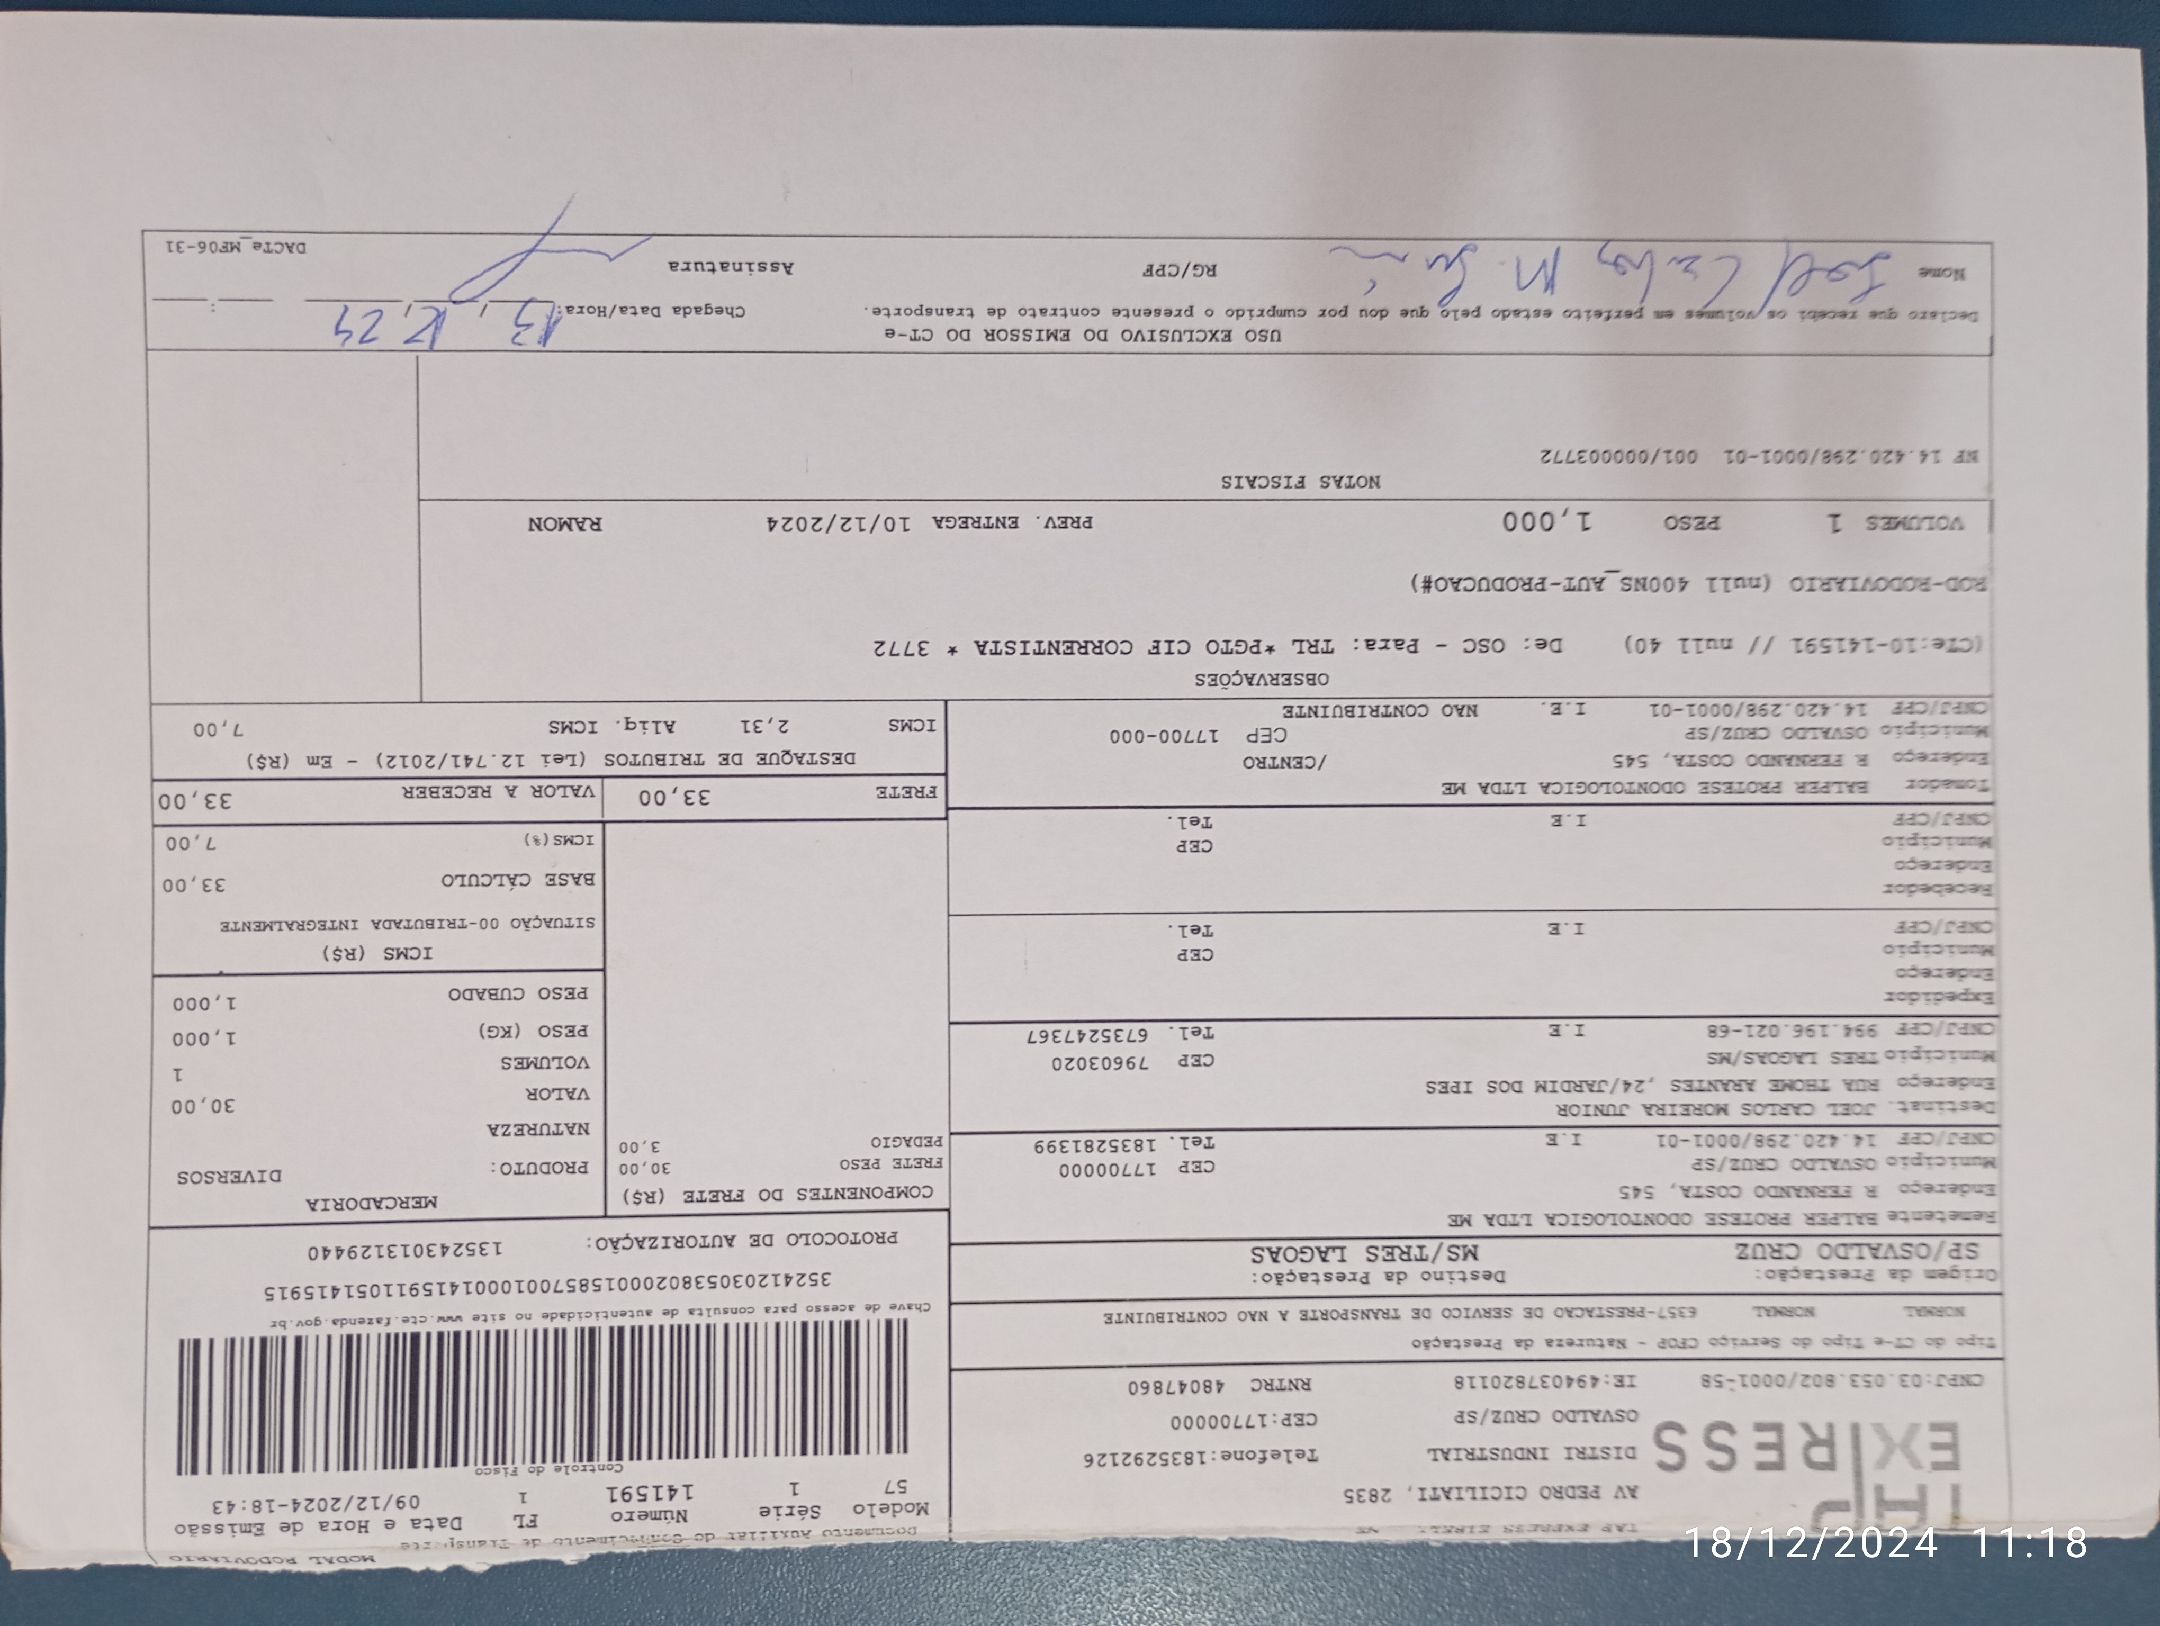 MODAL RODOVIARIO
Documento Auxiliar do Conhecimento de Transporte
THP
EXPRESS
AV PEDRO CICILIATI, 2835
DISTRI INDUSTRIAL Telefone:1835292126
OSVALDO CRUZ/SP CEP:17700000
CNPJ:03.053.802/0001-58 IE:494037820118 RNTRC 48047860
Modelo Série Número FL Data e Hora de Emissão
57 1 141591 1 09/12/2024-18:43
Controle do Fisco
Chave de acesso para consulta de autenticidade no site www.cte.fazenda.gov.br
35241203053802000158570010001415911051415915
PROTOCOLO DE AUTORIZAÇÃO: 135243013129440
Tipo do CT-e Tipo do Serviço CFOP - Natureza da Prestação
NORMAL NORMAL 6357-PRESTACAO DE SERVICO DE TRANSPORTE A NAO CONTRIBUINTE
Origem da Prestação: Destino da Prestação:
SP/OSVALDO CRUZ MS/TRES LAGOAS
Remetente BALPER PROTESE ODONTOLOGICA LTDA ME
Endereço R FERNANDO COSTA, 545
Município OSVALDO CRUZ/SP CEP 17700000
CNPJ/CPF 14.420.298/0001-01 I.E Tel. 1835281399
Destinat. JOEL CARLOS MOREIRA JUNIOR
Endereço RUA THOME ARANTES ,24/JARDIM DOS IPES
Município TRES LAGOAS/MS CEP 79603020
CNPJ/CPF 994.196.021-68 I.E Tel. 6735247367
Expedidor
Endereço
Município CEP
CNPJ/CPF I.E Tel.
Recebedor
Endereço
Município CEP
CNPJ/CPF I.E Tel.
Tomador BALPER PROTESE ODONTOLOGICA LTDA ME
Endereço R FERNANDO COSTA, 545 /CENTRO
Município OSVALDO CRUZ/SP CEP 17700-000
CNPJ/CPF 14.420.298/0001-01 I.E. NAO CONTRIBUINTE
COMPONENTES DO FRETE (R$)
FRETE PESO 30,00
PEDAGIO 3,00
MERCADORIA
PRODUTO: DIVERSOS
NATUREZA
VALOR 30,00
VOLUMES 1
PESO (KG) 1,000
PESO CUBADO 1,000
ICMS (R$)
SITUAÇÃO 00-TRIBUTADA INTEGRALMENTE
BASE CÁLCULO 33,00
ICMS(%) 7,00
FRETE 33,00 VALOR A RECEBER 33,00
DESTAQUE DE TRIBUTOS (Lei 12.741/2012) - Em (R$)
ICMS 2,31 Aliq. ICMS 7,00
OBSERVAÇÕES
(CTe:10-141591 // null 40) De: OSC - Para: TRL *PGTO CIF CORRENTISTA * 3772
ROD-RODOVIARIO (null 400NS_AUT-PRODUCAO#)
VOLUMES 1 PESO 1,000 PREV. ENTREGA 10/12/2024 RAMON
NOTAS FISCAIS
NF 14.420.298/0001-01 001/000003772
USO EXCLUSIVO DO EMISSOR DO CT-e
Declaro que recebi os volumes em perfeito estado pelo que dou por cumprido o presente contrato de transporte. Chegada Data/Hora: 13 / 12 / 24 :
Nome Joel Carlos M. RG/CPF Assinatura
DACTe_MF06-31
18/12/2024 11:18